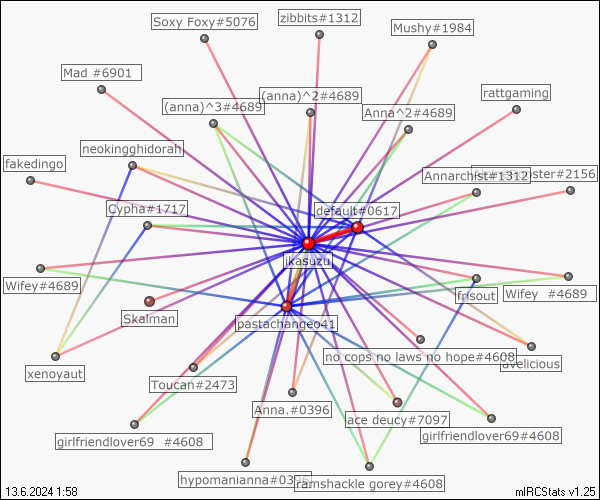 Soxy Foxy#5076
zibbits#1312
Mushy#1984
Mad #6901
(anna)^3#4689
(anna)^2#4689
Anna^2#4689
rattgaming
neokingghidorah
fakedingo
Annarchist#1312
ster#2156
Cypha#1717
default#0617
ikasuzu
Wifey#4689
frisout
Wifey #4689
Skalman
pastachangeo41
no cops no laws no hope#4608
avelicious
xenoyaut
Toucan#2473
Anna.#0396
ace deucy#7097
girlfriendlover69 #4608
girlfriendlover69#4608
hypomanianna#0396
ramshackle gorey#4608
13.6.2024 1:58
mIRCStats v1.25